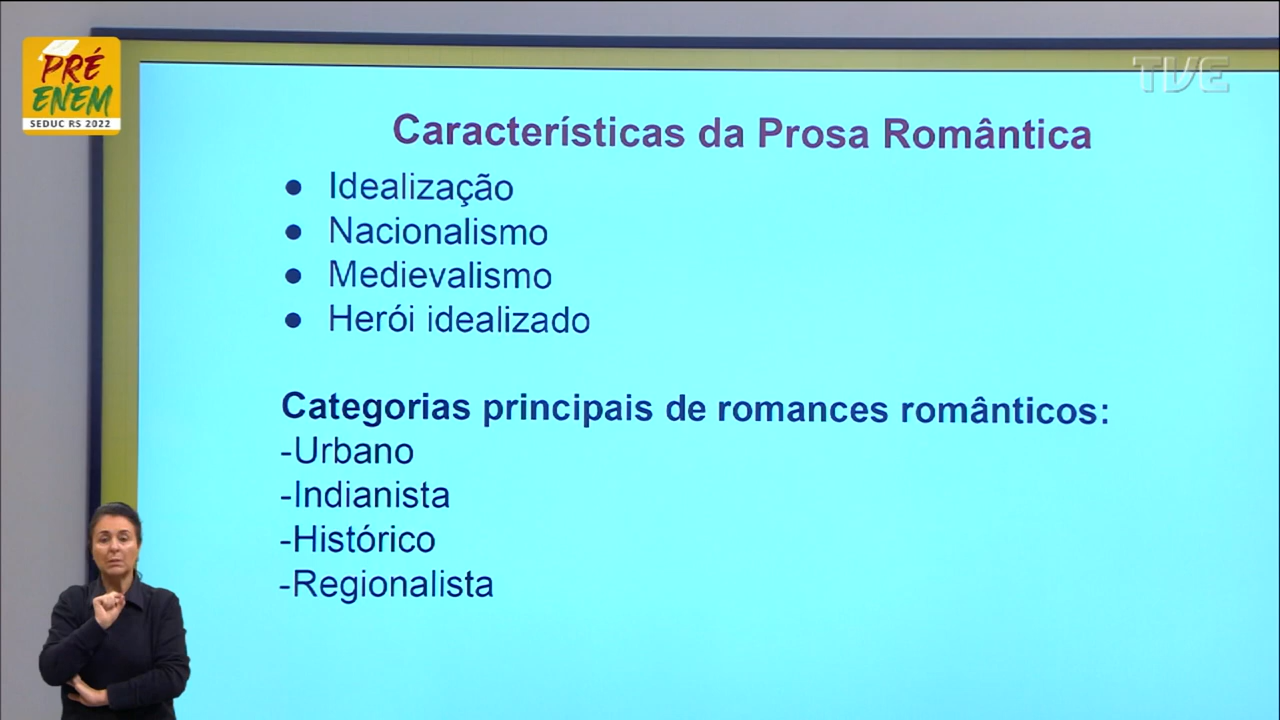 PRÉ
ENEM
SEDUC RS 2022
TVE
Características da Prosa Romântica
● Idealização
● Nacionalismo
● Medievalismo
● Herói idealizado
Categorias principais de romances românticos:
-Urbano
-Indianista
-Histórico
-Regionalista